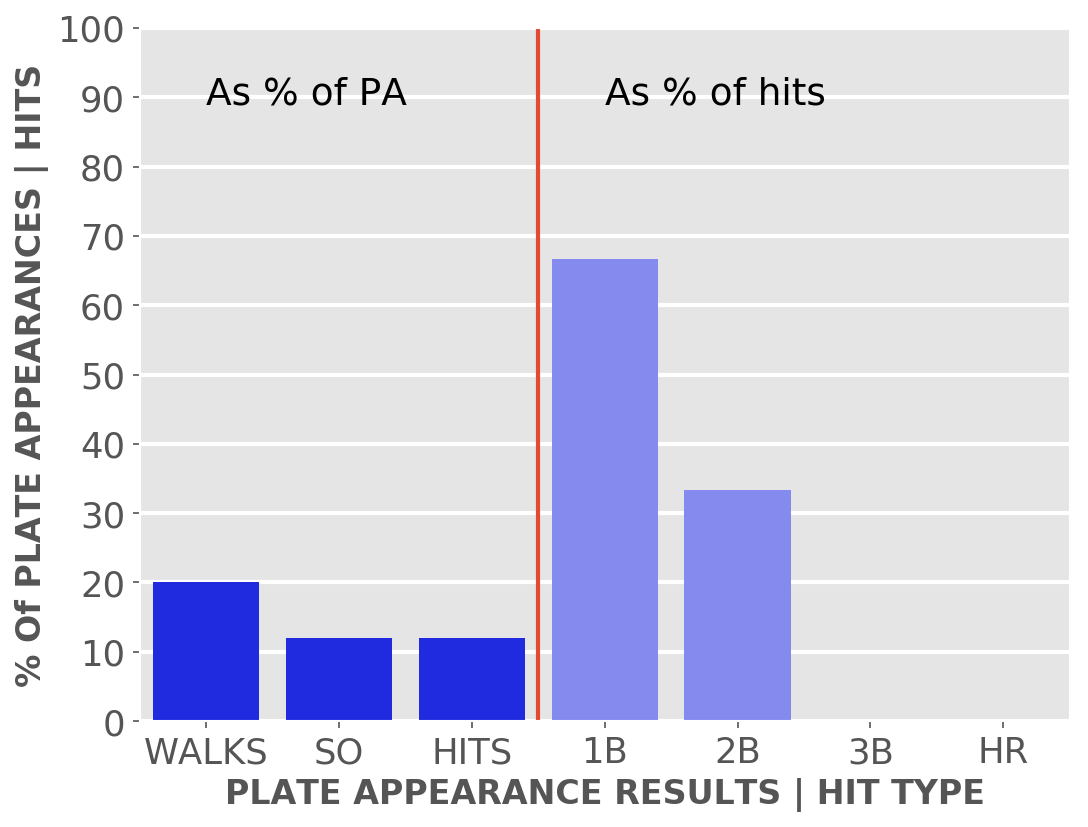 100
90
80
70
60
50
40
30
20
10
0
% Of PLATE APPEARANCES | HITS
As % of PA
As % of hits
WALKS SO HITS 1B 2B 3B HR
PLATE APPEARANCE RESULTS | HIT TYPE